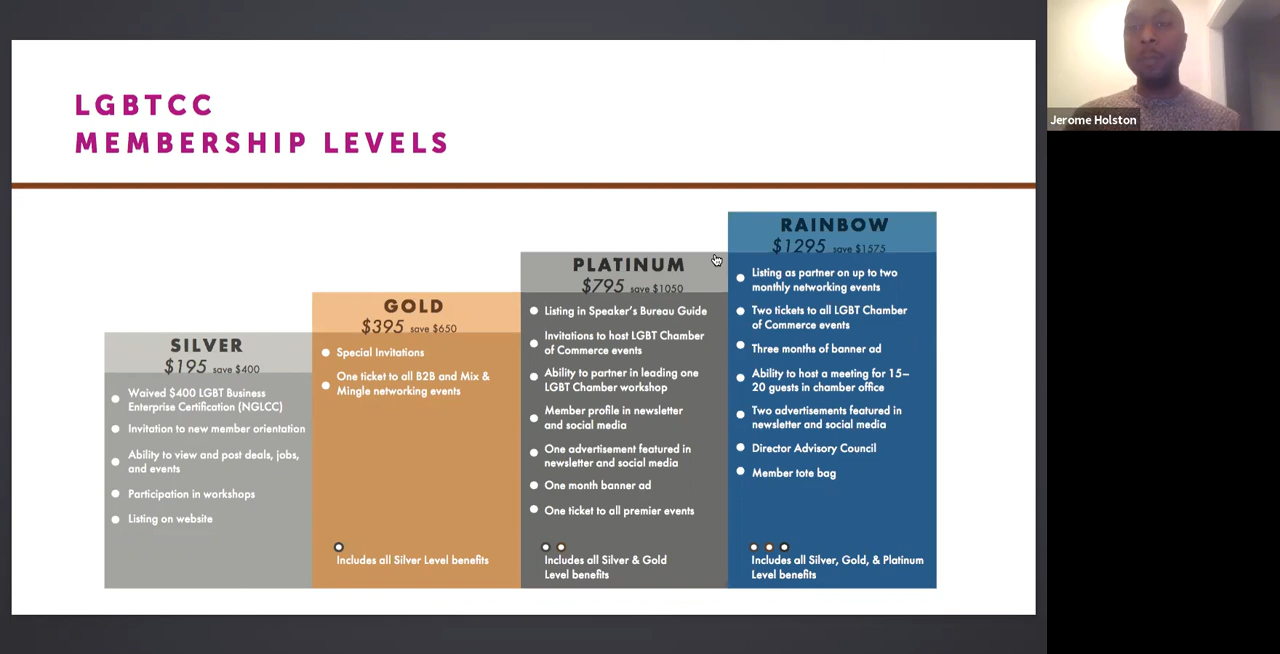 LGBTCC
MEMBERSHIP LEVELS
SILVER
$195 save $400
Waived $400 LGBT Business
Enterprise Certification (NGLCC)
Invitation to new member orientation
Ability to view and post deals, jobs,
and events
Participation in workshops
Listing on website
GOLD
$395 save $650
Special Invitations
One ticket to all B2B and Mix &
Mingle networking events
Includes all Silver Level benefits
PLATINUM
$795 save $1050
Listing in Speaker's Bureau Guide
Invitations to host LGBT Chamber
of Commerce events
Ability to partner in leading one
LGBT Chamber workshop
Member profile in newsletter
and social media
One advertisement featured in
newsletter and social media
One month banner ad
One ticket to all premier events
Includes all Silver & Gold
Level benefits
RAINBOW
$1295 save $1575
Listing as partner on up to two
monthly networking events
Two tickets to all LGBT Chamber
of Commerce events
Three months of banner ad
Ability to host a meeting for 15–
20 guests in chamber office
Two advertisements featured in
newsletter and social media
Director Advisory Council
Member tote bag
Includes all Silver, Gold, & Platinum
Level benefits
Jerome Holston